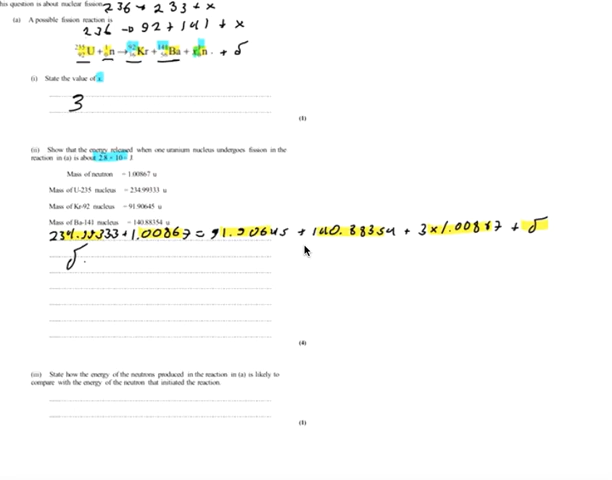 his question is about nuclear fission.
236 → 233 + x
(a) A possible fission reaction is
236 → 92 + 141 + x
²³⁵₉₂U + ¹₀n → ⁹²₃₆Kr + ¹⁴¹₅₆Ba + x¹₀n . + δ
(i) State the value of x.
3
(1)
(ii) Show that the energy released when one uranium nucleus undergoes fission in the
reaction in (a) is about 2.8 × 10 J.
Mass of neutron = 1.00867 u
Mass of U-235 nucleus = 234.99333 u
Mass of Kr-92 nucleus = 91.90645 u
Mass of Ba-141 nucleus = 140.88354 u
234.99333 + 1.00867 = 91.90645 + 140.88354 + 3 × 1.00867 + δ
δ.
(4)
(iii) State how the energy of the neutrons produced in the reaction in (a) is likely to
compare with the energy of the neutron that initiated the reaction.
(1)